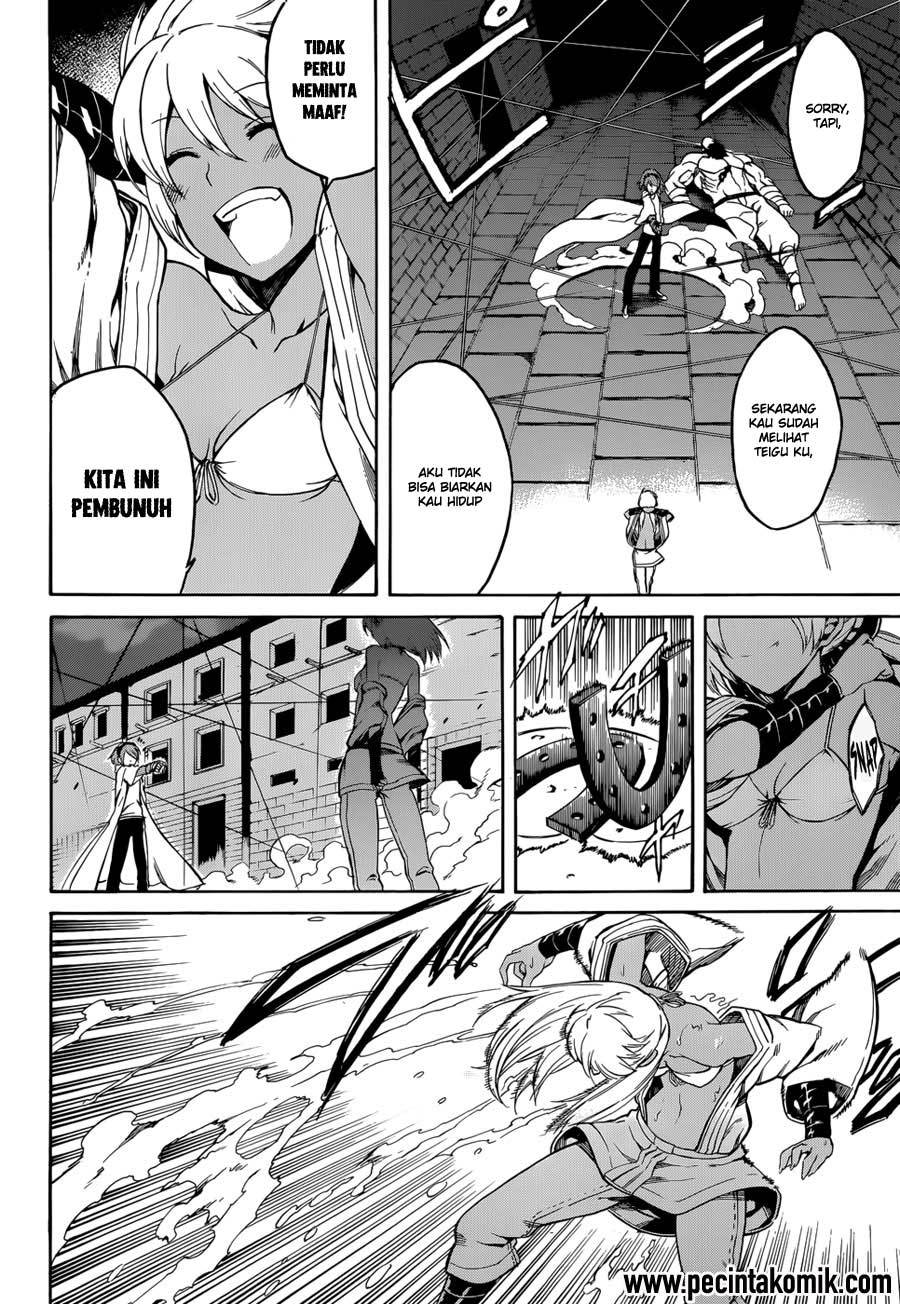 SORRY,
TAPI,
SEKARANG
KAU SUDAH
MELIHAT
TEIGU KU,
AKU TIDAK
BISA BIARKAN
KAU HIDUP
TIDAK
PERLU
MEMINTA
MAAF!
KITA INI
PEMBUNUH
SNAP
www.pecintakomik.com